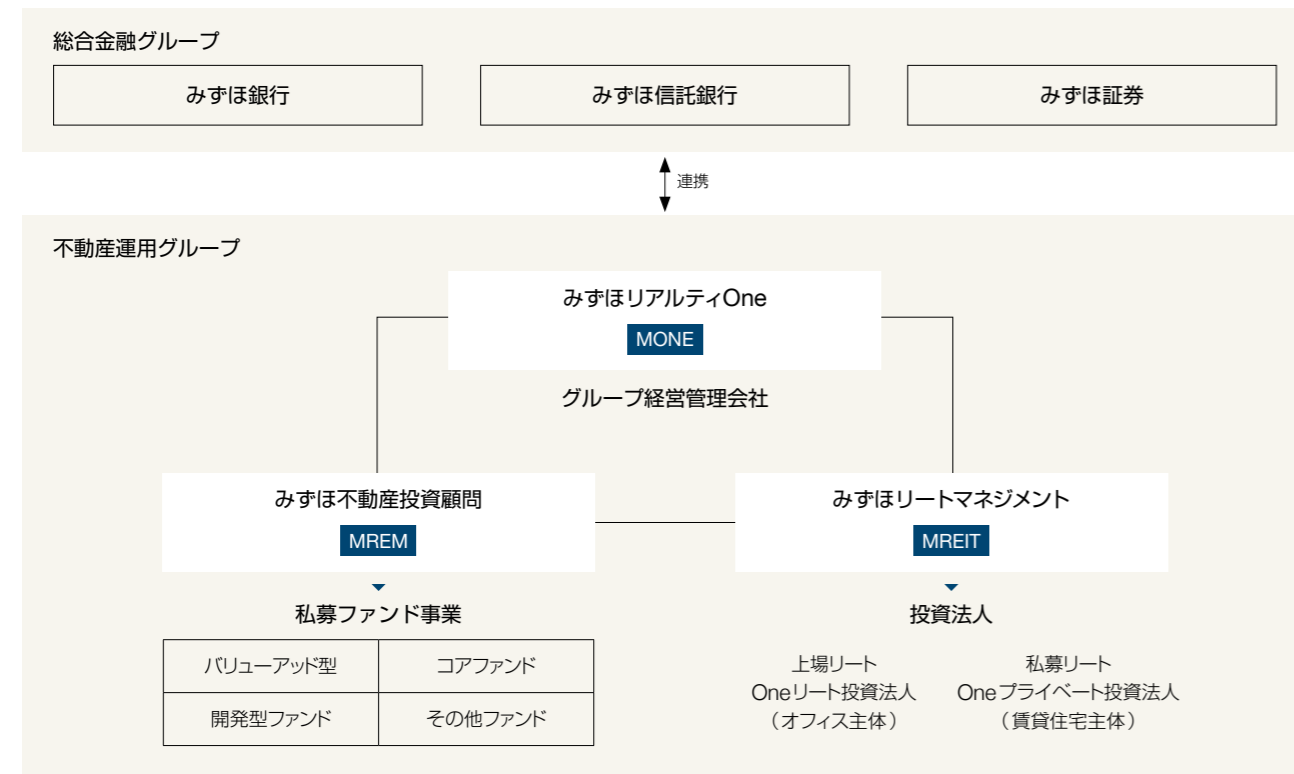 総合金融グループ
みずほ銀行
みずほ信託銀行
みずほ証券
連携
不動産運用グループ
みずほリアルティOne
MONE
グループ経営管理会社
みずほ不動産投資顧問
MREM
みずほリートマネジメント
MREIT
私募ファンド事業
バリューアッド型
コアファンド
開発型ファンド
その他ファンド
投資法人
上場リート
Oneリート投資法人
（オフィス主体）
私募リート
Oneプライベート投資法人
（賃貸住宅主体）